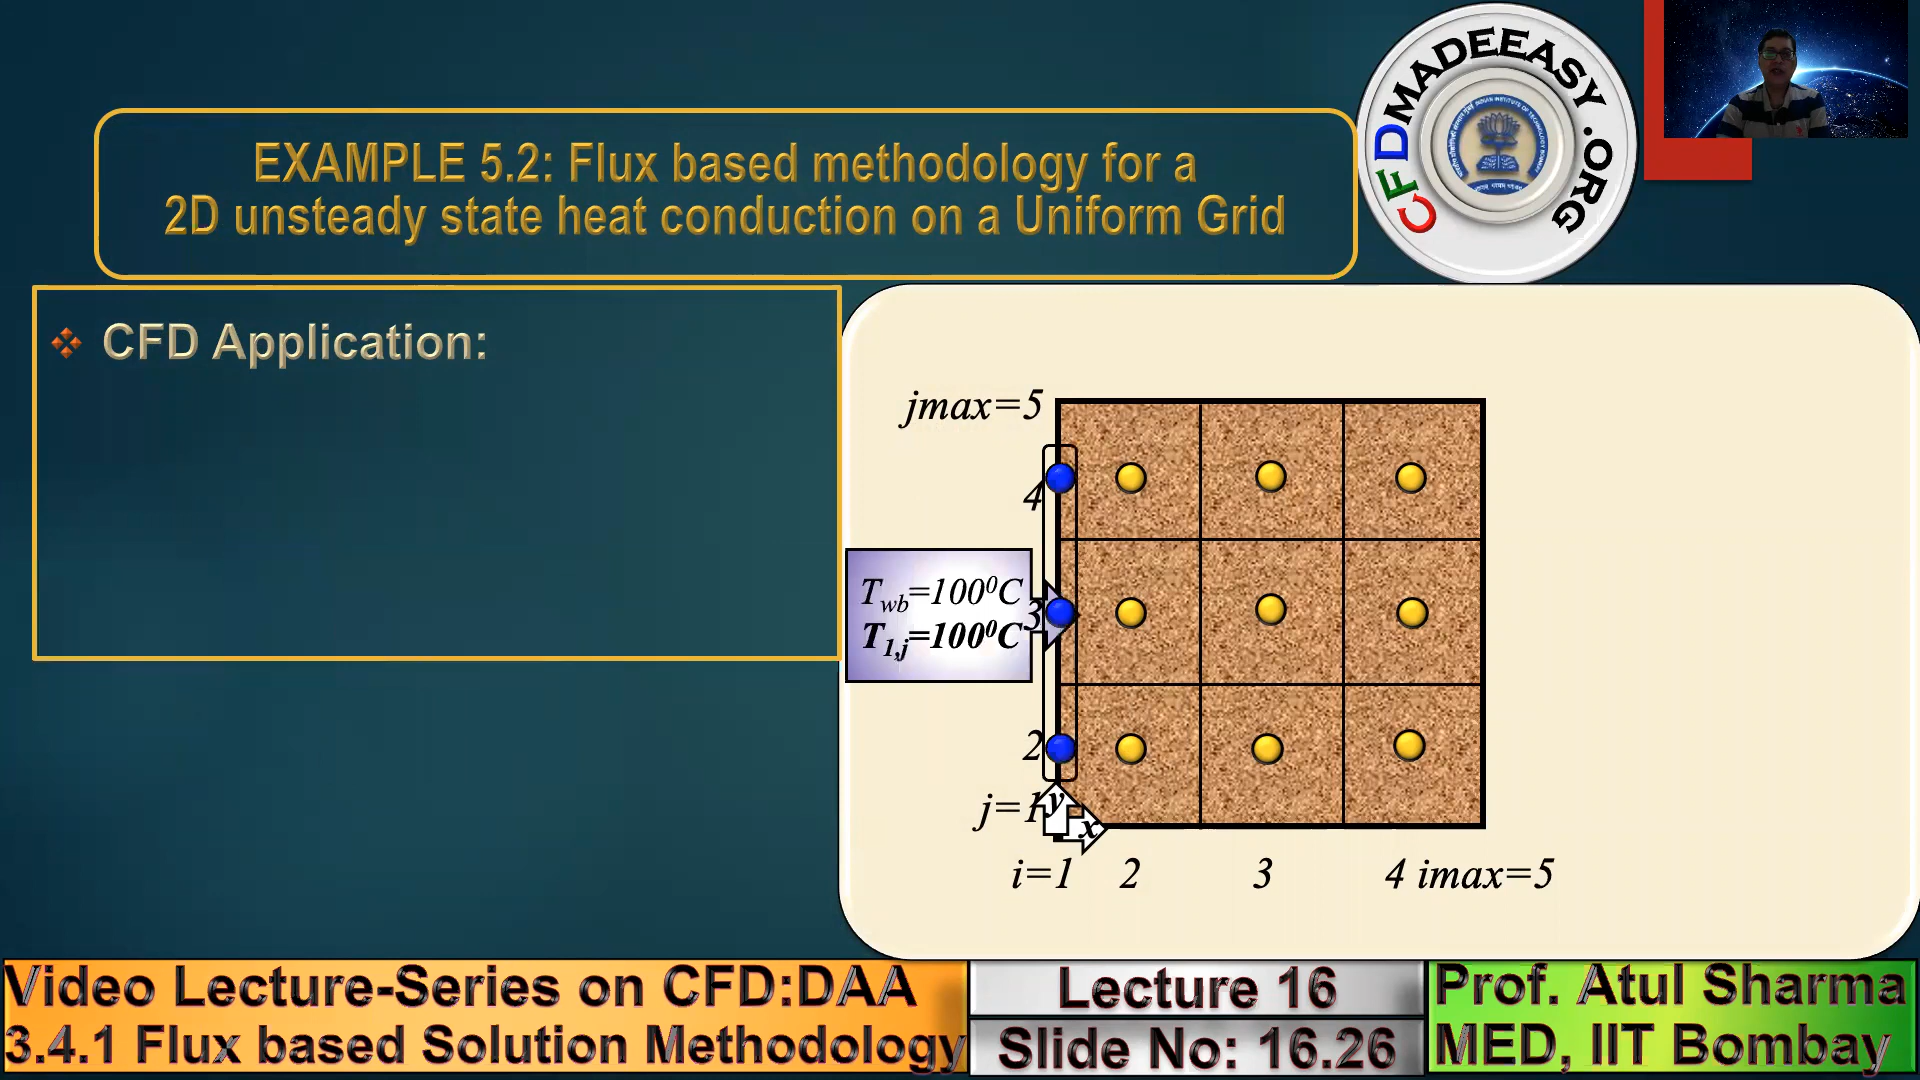 EXAMPLE 5.2: Flux based methodology for a
2D unsteady state heat conduction on a Uniform Grid
CFDMADEEASY.ORG
❖ CFD Application:
jmax=5
4
T_wb=100⁰C
T_1,j=100⁰C
3
2
j=1
y
x
i=1 2 3 4 imax=5
Video Lecture-Series on CFD:DAA
3.4.1 Flux based Solution Methodology
Lecture 16
Slide No: 16.26
Prof. Atul Sharma
MED, IIT Bombay